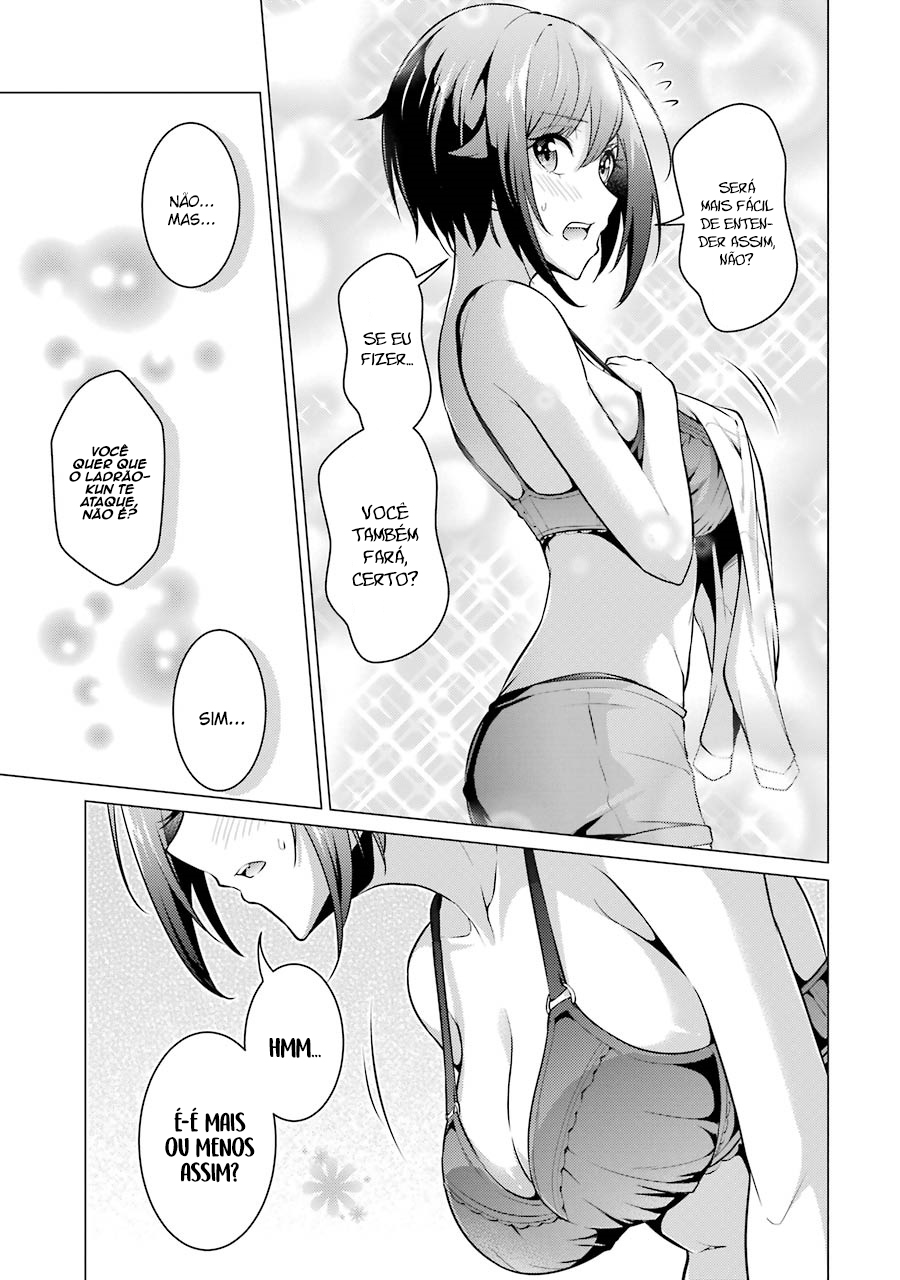 SERÁ
MAIS FÁCIL
DE ENTEN-
DER ASSIM,
NÃO?
SE EU
FIZER...
VOCÊ
TAMBÉM
FARÁ,
CERTO?
NÃO...
MAS...
VOCÊ
QUER QUE
O LADRÃO-
KUN TE
ATAQUE,
NÃO É?
SIM...
HMM...
É-É MAIS
OU MENOS
ASSIM?